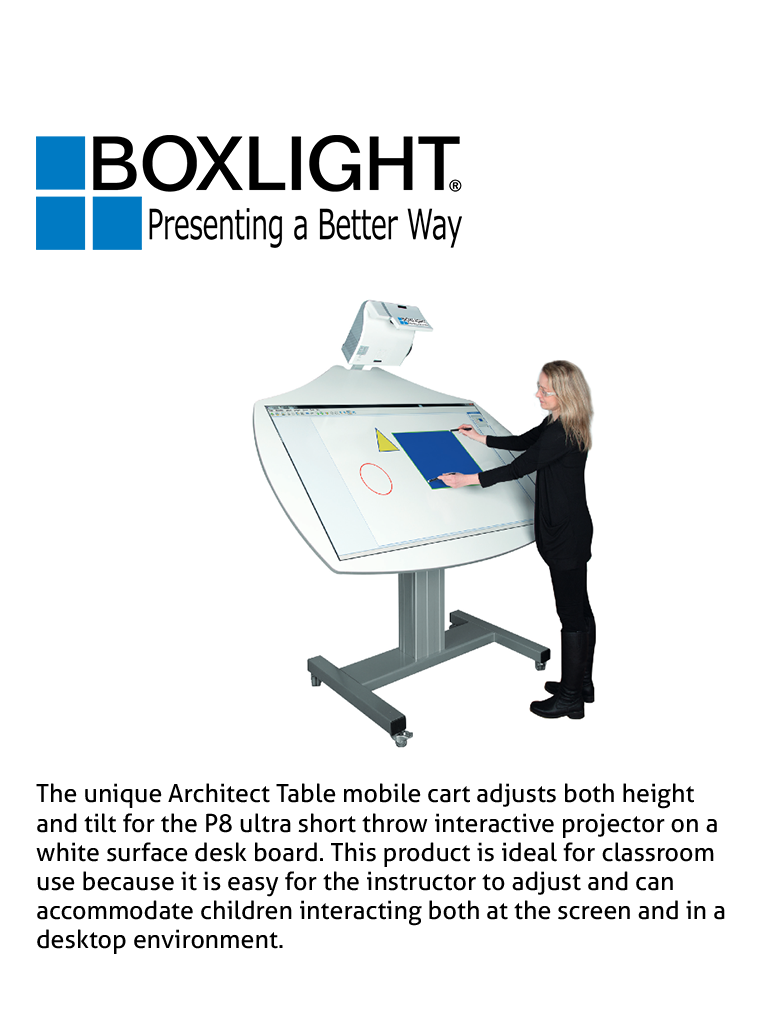 BOXLIGHT®
Presenting a Better Way
BOXLIGHT
The unique Architect Table mobile cart adjusts both height
and tilt for the P8 ultra short throw interactive projector on a
white surface desk board. This product is ideal for classroom
use because it is easy for the instructor to adjust and can
accommodate children interacting both at the screen and in a
desktop environment.